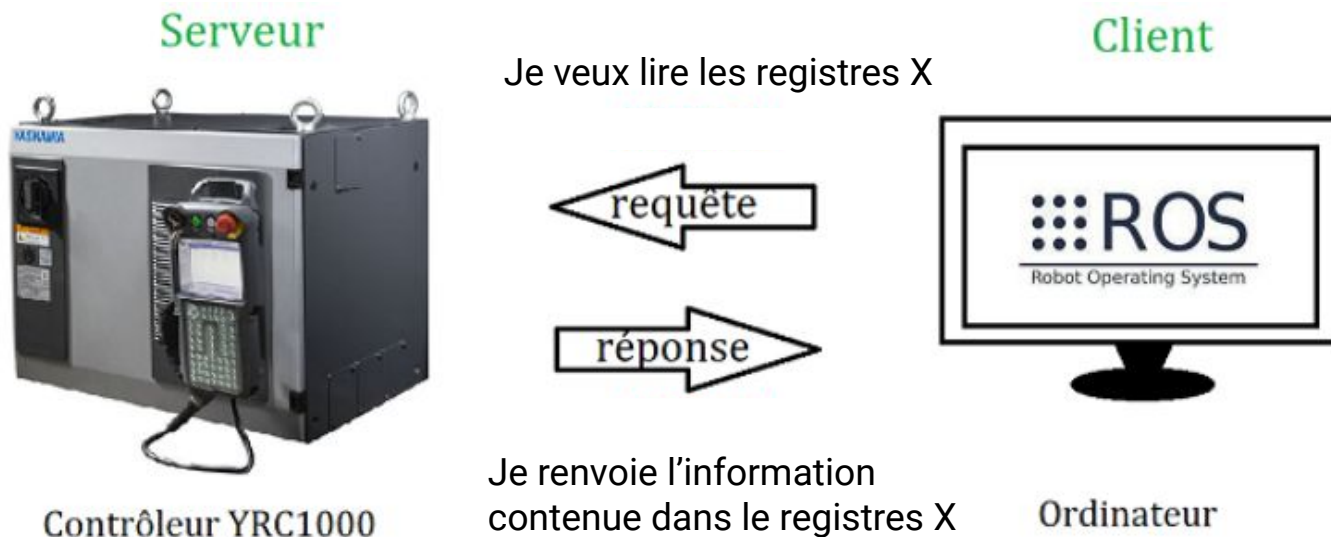 Serveur
Client
Je veux lire les registres X
YASKAWA
requête
ROS
Robot Operating System
réponse
Je renvoie l’information
contenue dans le registres X
Contrôleur YRC1000
Ordinateur